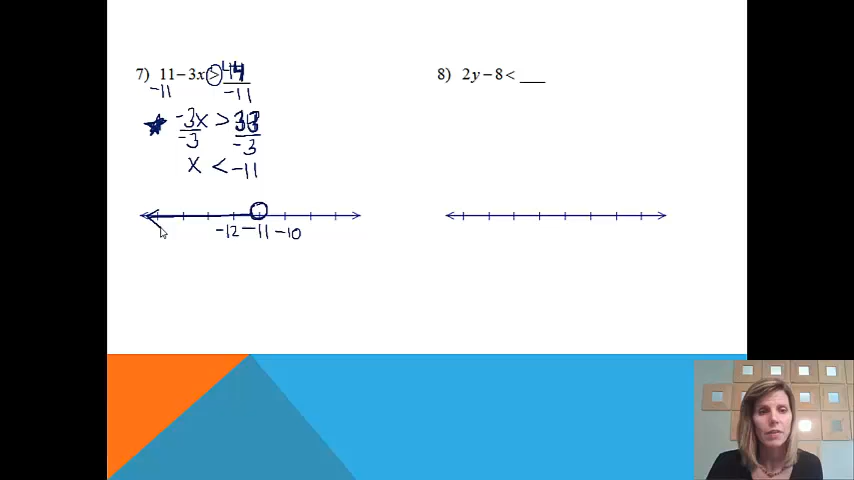 7) 11 – 3x > 44
-11 -11
-3x > 33
-3 -3
x < -11
-12 -11 -10
8) 2y – 8 < ___